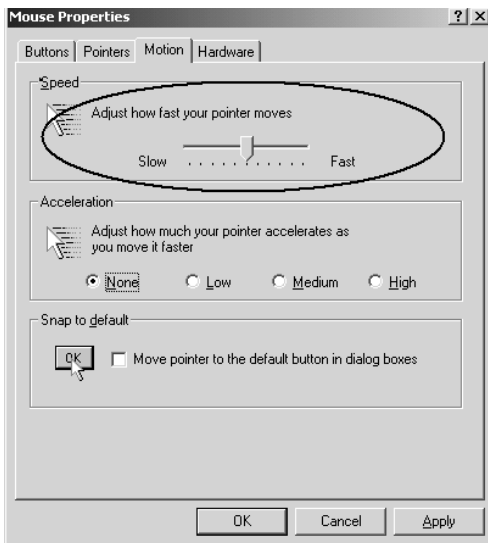 Mouse Properties ? X
Buttons Pointers Motion Hardware
Speed
Adjust how fast your pointer moves
Slow Fast
Acceleration
Adjust how much your pointer accelerates as
you move it faster
None Low Medium High
Snap to default
OK Move pointer to the default button in dialog boxes
OK Cancel Apply